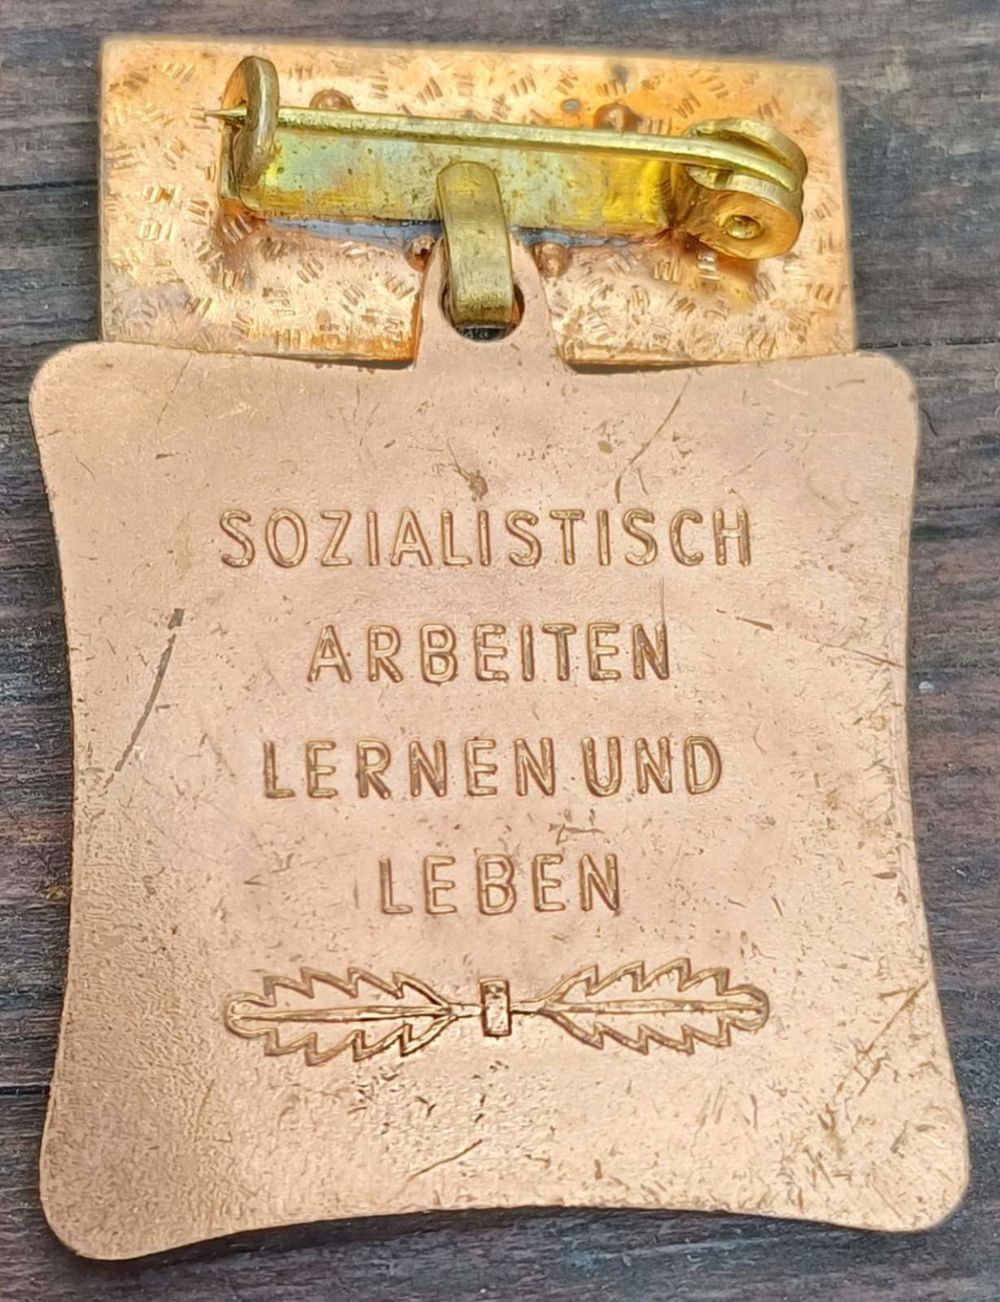 SOZIALISTISCH
ARBEITEN
LERNEN UND
LEBEN